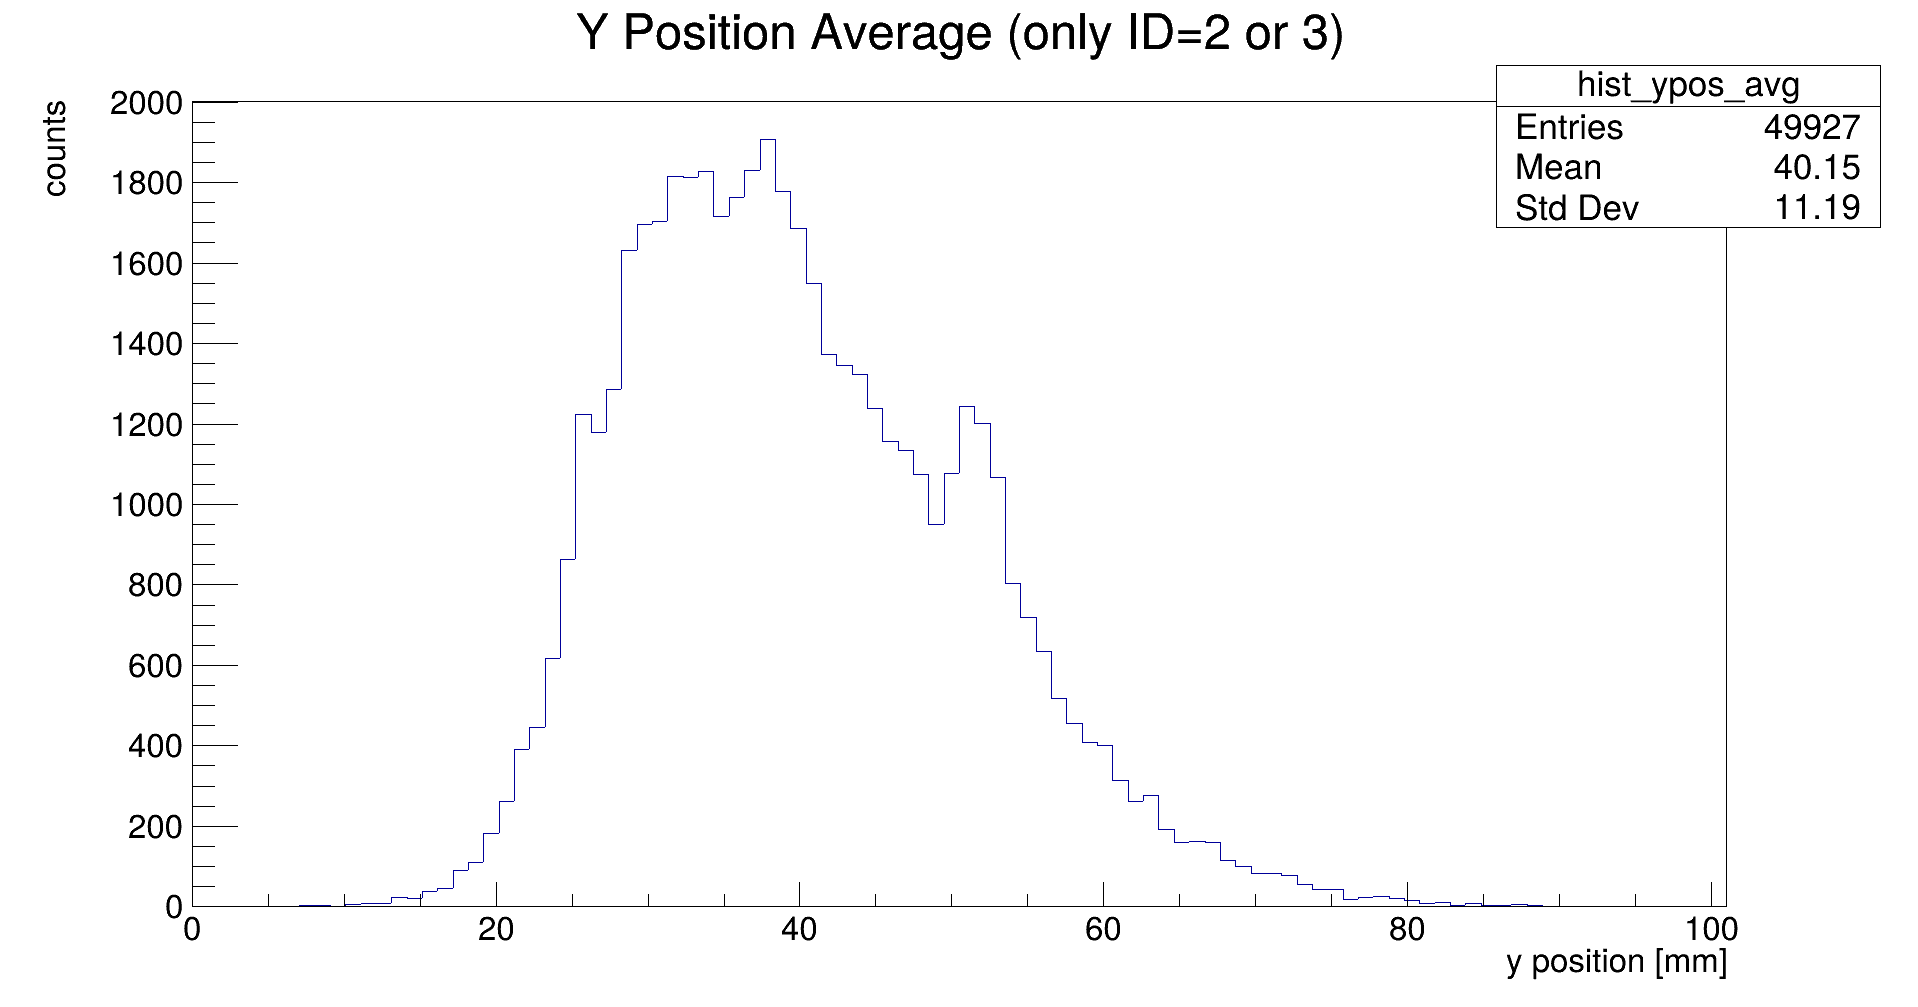 Y Position Average (only ID=2 or 3)
hist_ypos_avg
Entries 49927
Mean 40.15
Std Dev 11.19
counts
2000
1800
1600
1400
1200
1000
800
600
400
200
0
0 20 40 60 80 100
y position [mm]